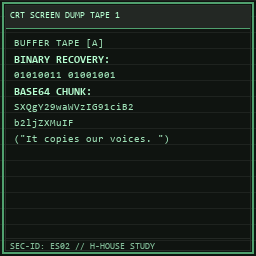 CRT SCREEN DUMP TAPE 1
BUFFER TAPE [A]
BINARY RECOVERY:
01010011 01001001
BASE64 CHUNK:
SXQgY29waWVzIG91ciB2
b2ljZXMuIF
("It copies our voices. ")
SEC-ID: ES02 // H-HOUSE STUDY